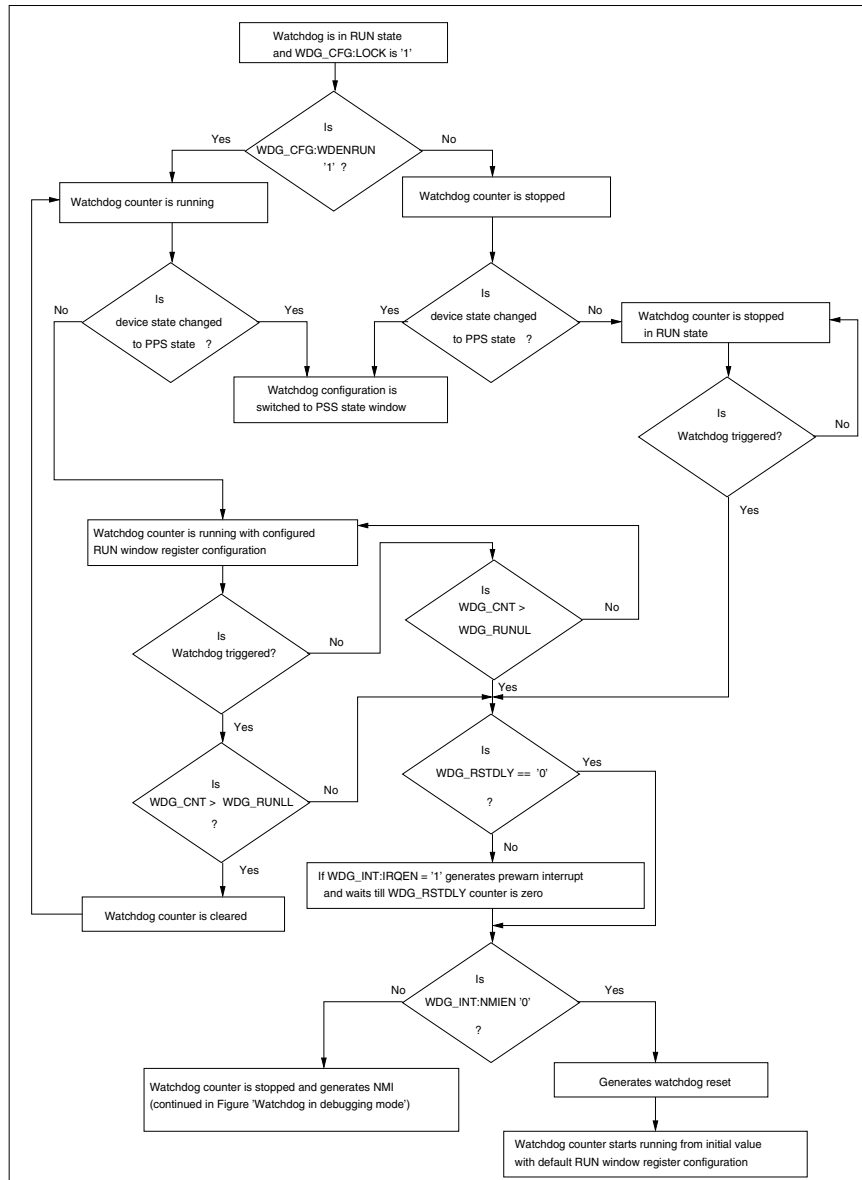 Watchdog is in RUN state
and WDG_CFG:LOCK is '1'
Is
WDG_CFG:WDENRUN
'1' ?
Yes
No
Watchdog counter is running
Watchdog counter is stopped
Is
device state changed
to PPS state ?
No
Yes
Is
device state changed
to PPS state ?
Yes
No
Watchdog counter is stopped
in RUN state
Watchdog configuration is
switched to PSS state window
Is
Watchdog triggered?
No
Yes
Watchdog counter is running with configured
RUN window register configuration
Is
WDG_CNT >
WDG_RUNUL
No
Yes
Is
Watchdog triggered?
No
Yes
Is
WDG_CNT > WDG_RUNLL
?
No
Yes
Is
WDG_RSTDLY == '0'
?
Yes
No
If WDG_INT:IRQEN = '1' generates prewarn interrupt
and waits till WDG_RSTDLY counter is zero
Watchdog counter is cleared
Is
WDG_INT:NMIEN '0'
?
No
Yes
Watchdog counter is stopped and generates NMI
(continued in Figure 'Watchdog in debugging mode')
Generates watchdog reset
Watchdog counter starts running from initial value
with default RUN window register configuration